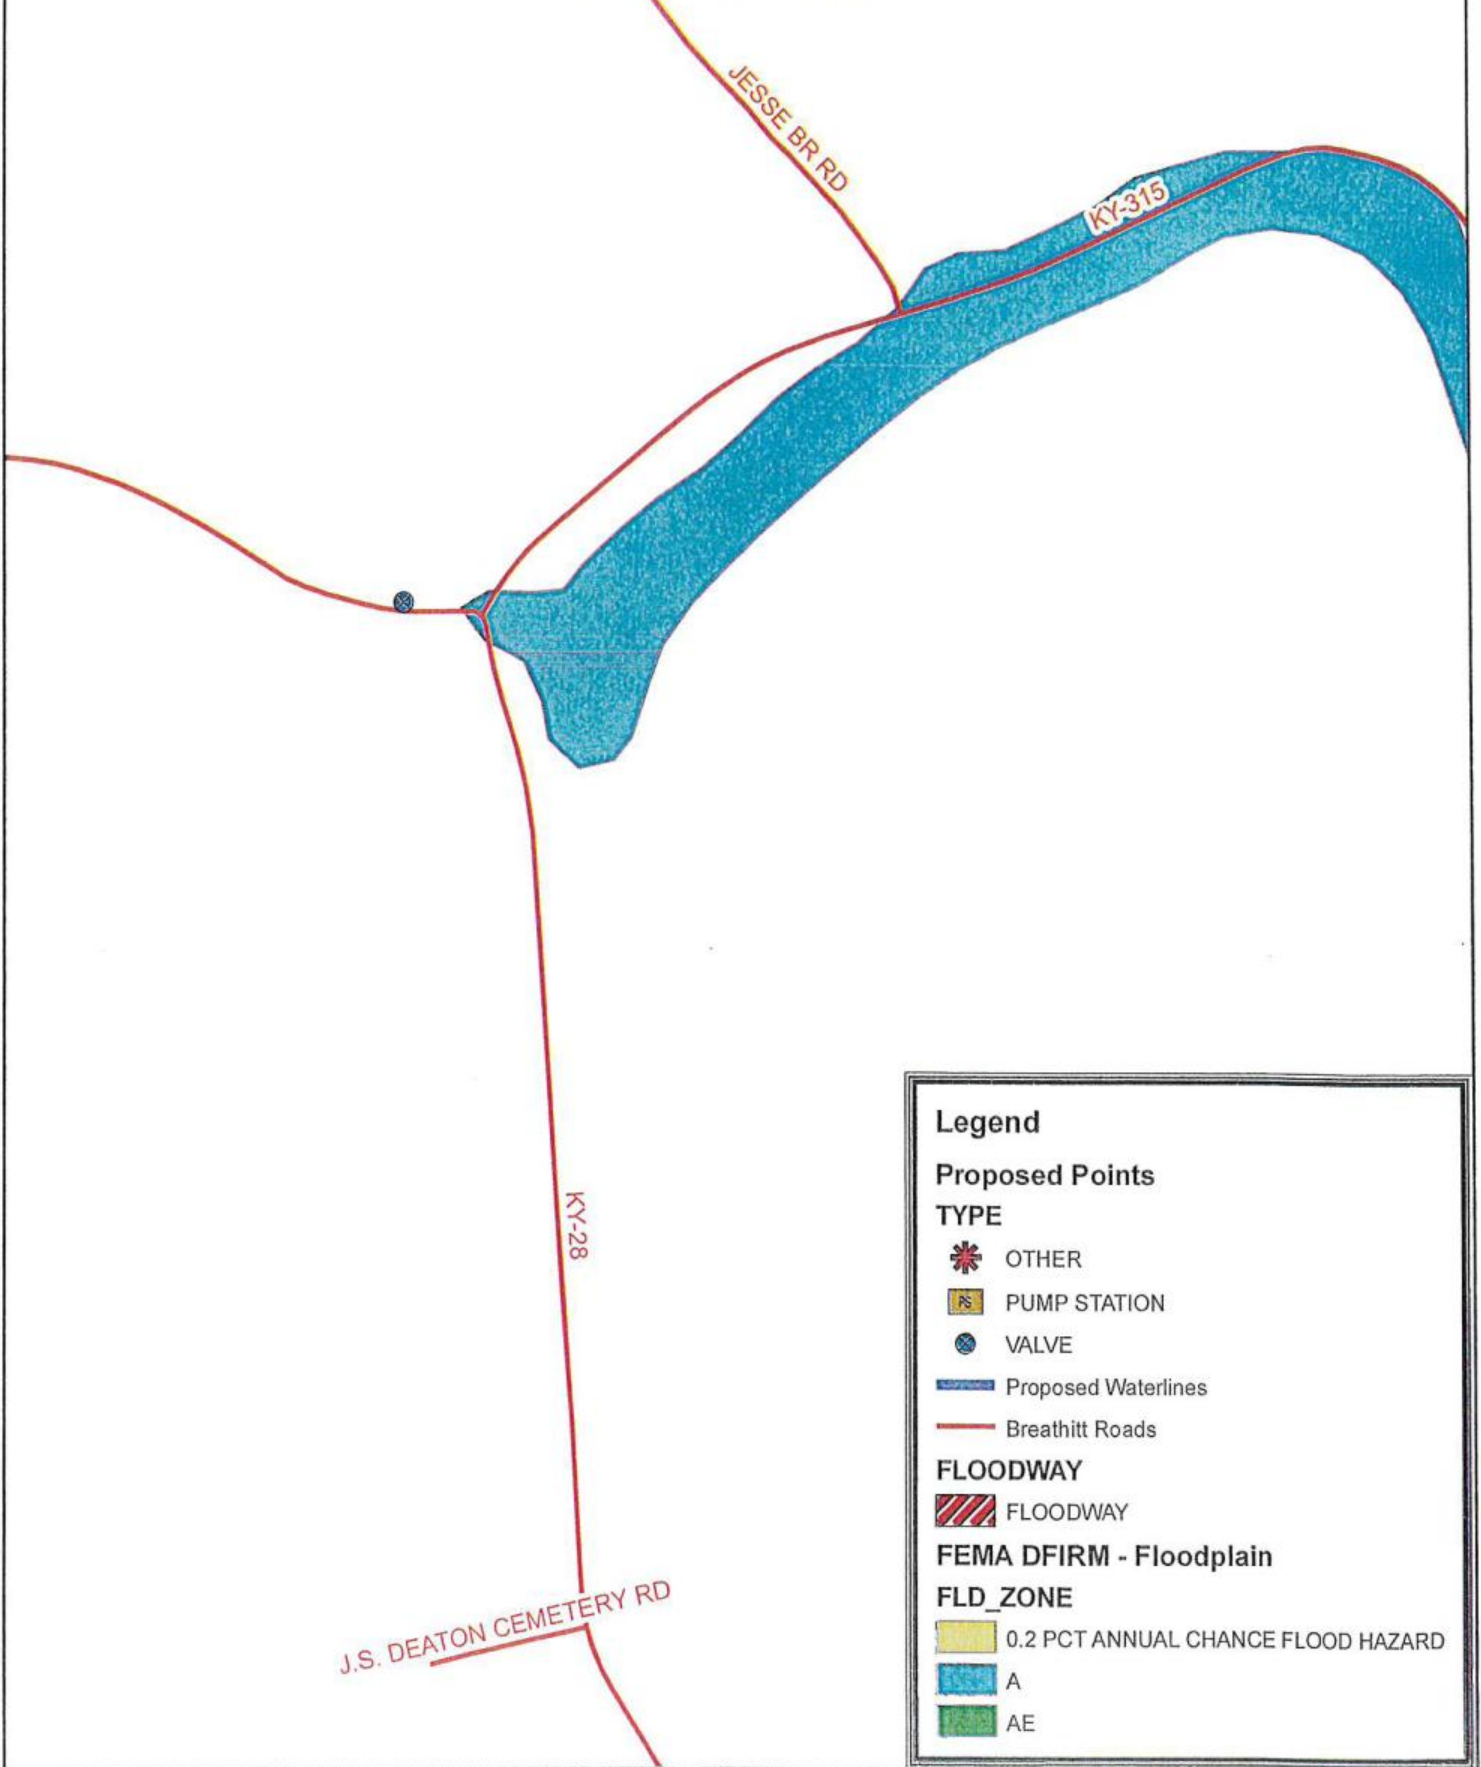 JESSE BR RD
KY-315
KY-28
J.S. DEATON CEMETERY RD
Legend
Proposed Points
TYPE
OTHER
PS PUMP STATION
VALVE
Proposed Waterlines
Breathitt Roads
FLOODWAY
FLOODWAY
FEMA DFIRM - Floodplain
FLD_ZONE
0.2 PCT ANNUAL CHANCE FLOOD HAZARD
A
AE